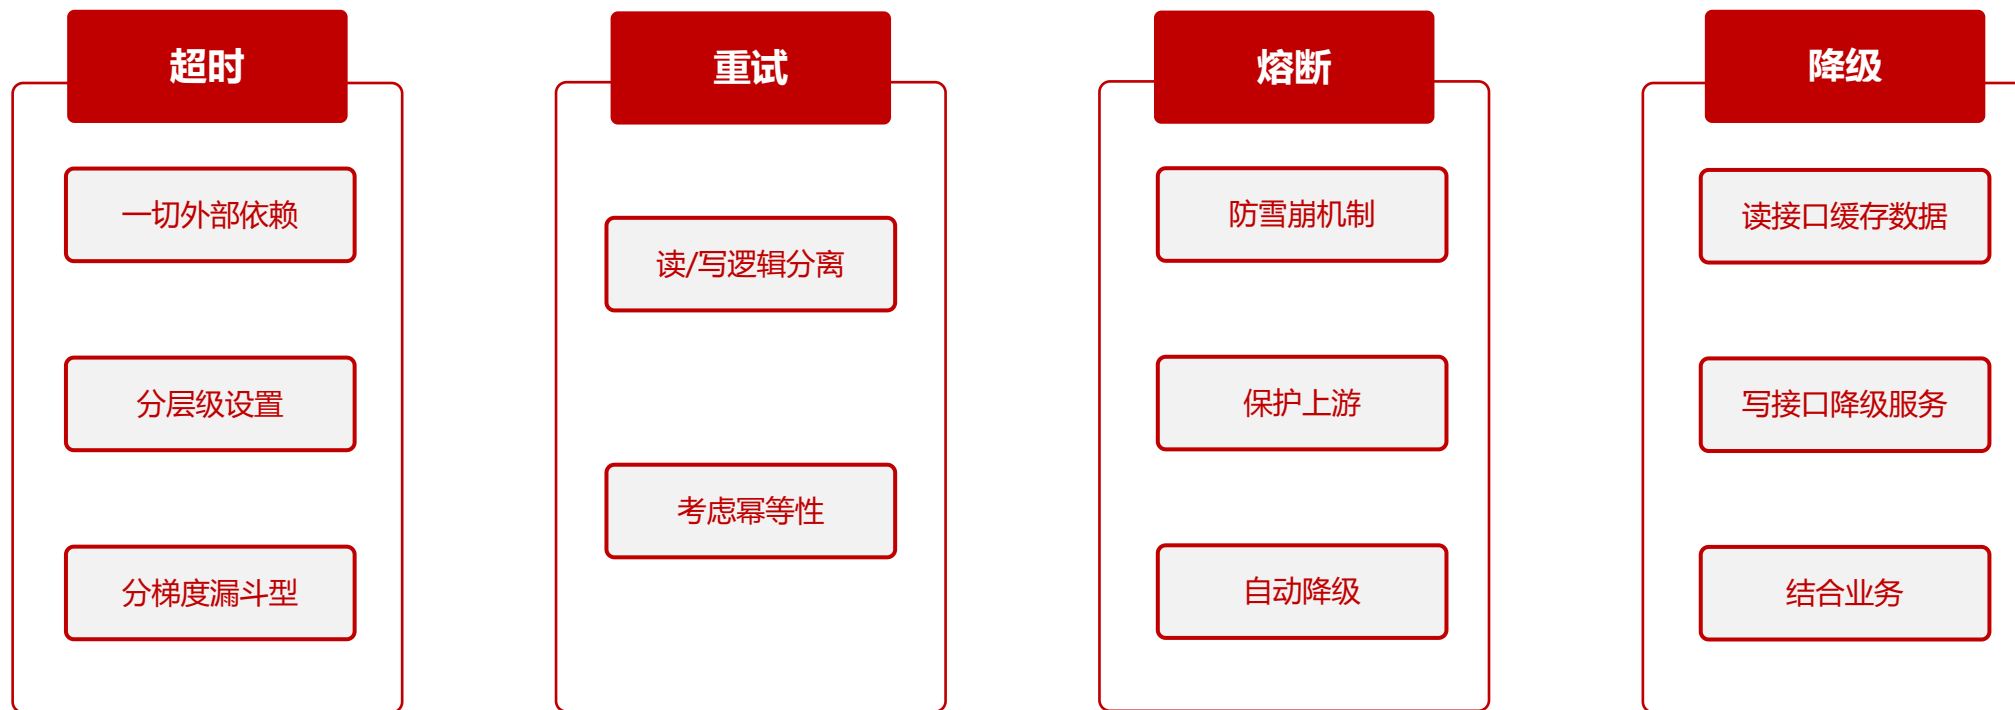 超时
一切外部依赖
分层级设置
分梯度漏斗型
重试
读/写逻辑分离
考虑幂等性
熔断
防雪崩机制
保护上游
自动降级
降级
读接口缓存数据
写接口降级服务
结合业务